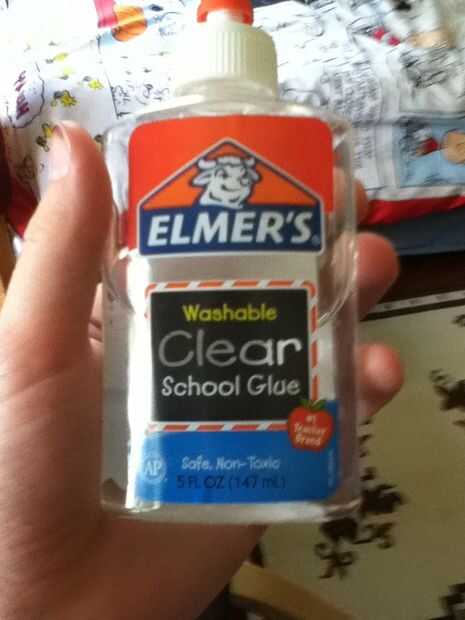 ELMER'S
Washable
Clear
School Glue
#1
Teacher
Brand
AP
Safe, Non-Toxic
5 FL OZ (147 mL)